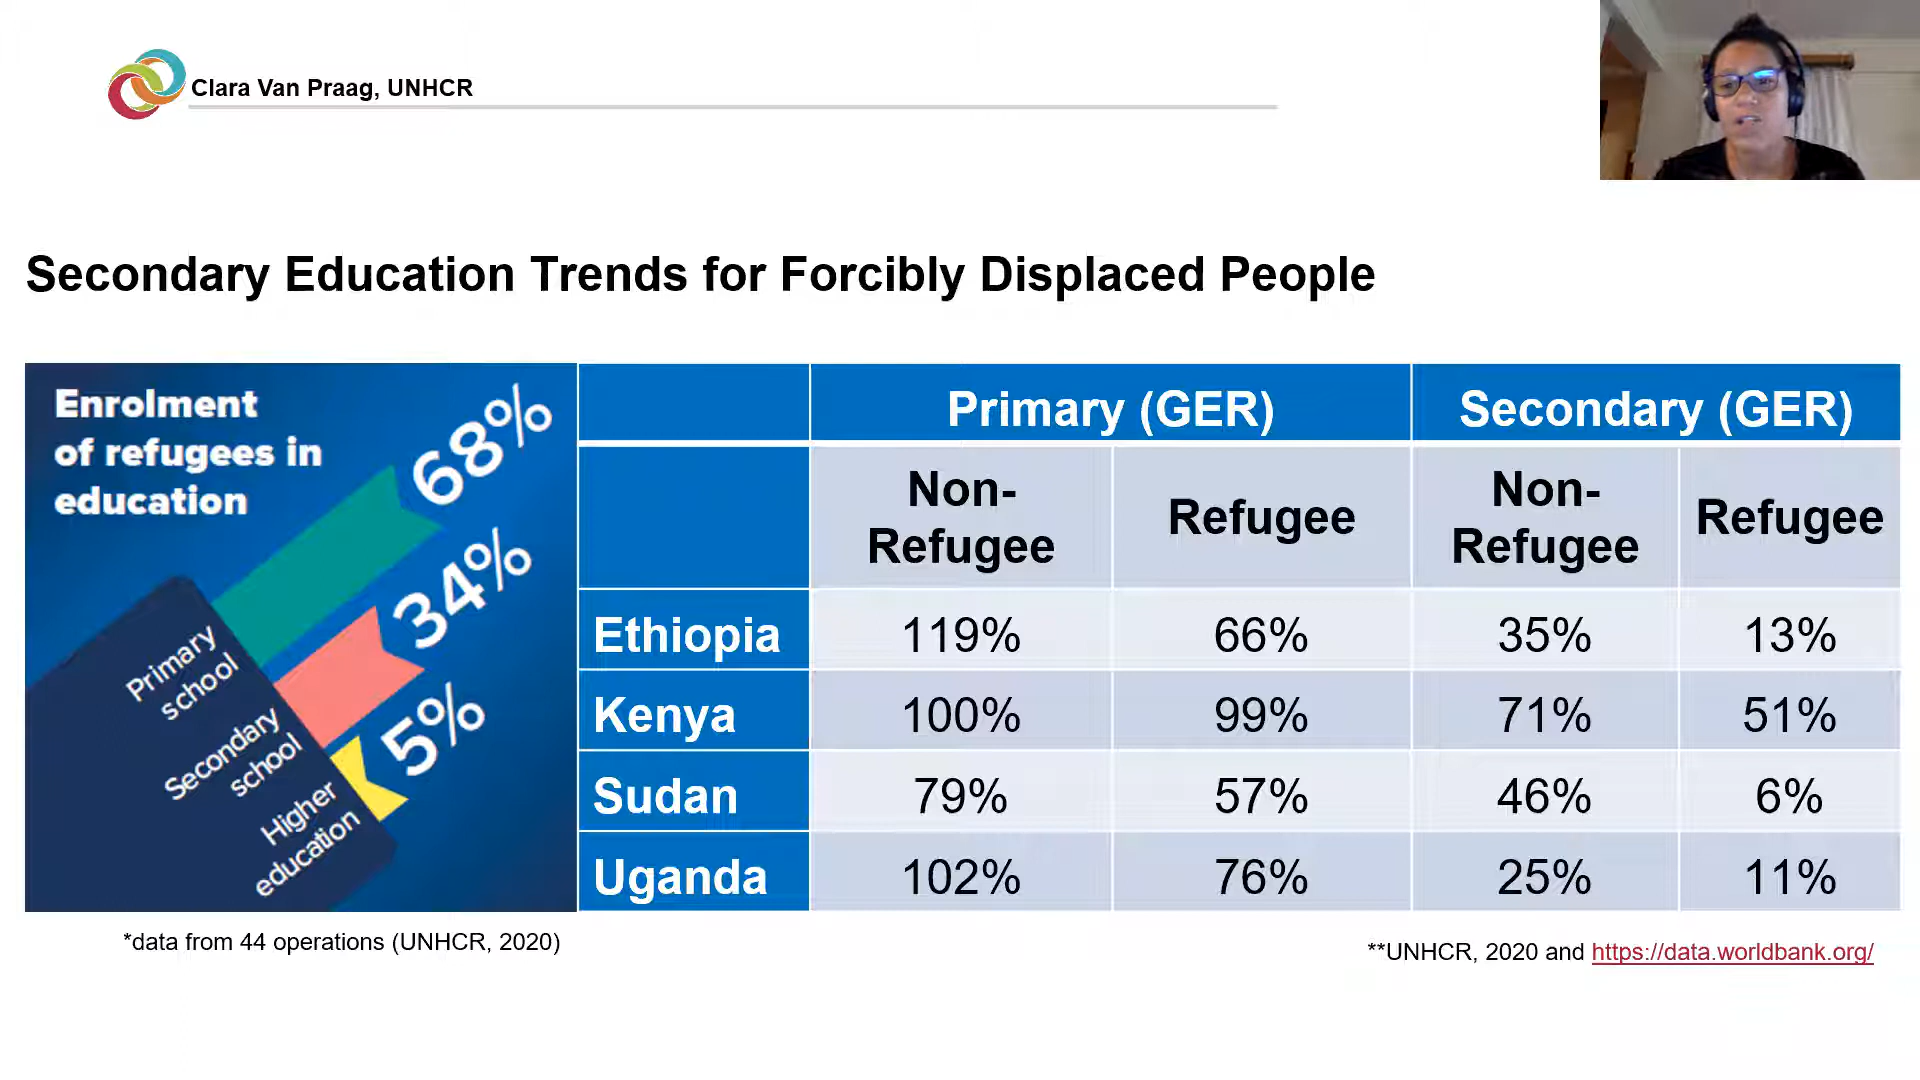 Clara Van Praag, UNHCR
Secondary Education Trends for Forcibly Displaced People
Enrolment
of refugees in
education
68%
34%
5%
Primary
school
Secondary
school
Higher
education
Primary (GER) Secondary (GER)
Non-
Refugee
Refugee
Non-
Refugee
Refugee
Ethiopia 119% 66% 35% 13%
Kenya 100% 99% 71% 51%
Sudan 79% 57% 46% 6%
Uganda 102% 76% 25% 11%
*data from 44 operations (UNHCR, 2020)
**UNHCR, 2020 and https://data.worldbank.org/